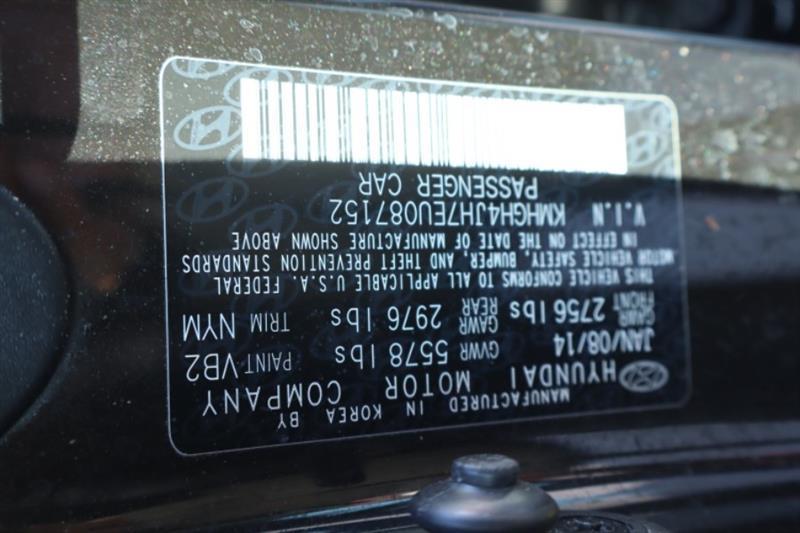 MANUFACTURED IN KOREA BY
HYUNDAI MOTOR COMPANY
JAN/08/14 GVWR 5578 lbs PAINT VB2
GAWR FRONT 2756 lbs GAWR REAR 2976 lbs TRIM NYM
THIS VEHICLE CONFORMS TO ALL APPLICABLE U.S.A. FEDERAL
MOTOR VEHICLE SAFETY, BUMPER, AND THEFT PREVENTION STANDARDS
IN EFFECT ON THE DATE OF MANUFACTURE SHOWN ABOVE
V.I.N KMHGH4JH7EU087152
PASSENGER CAR